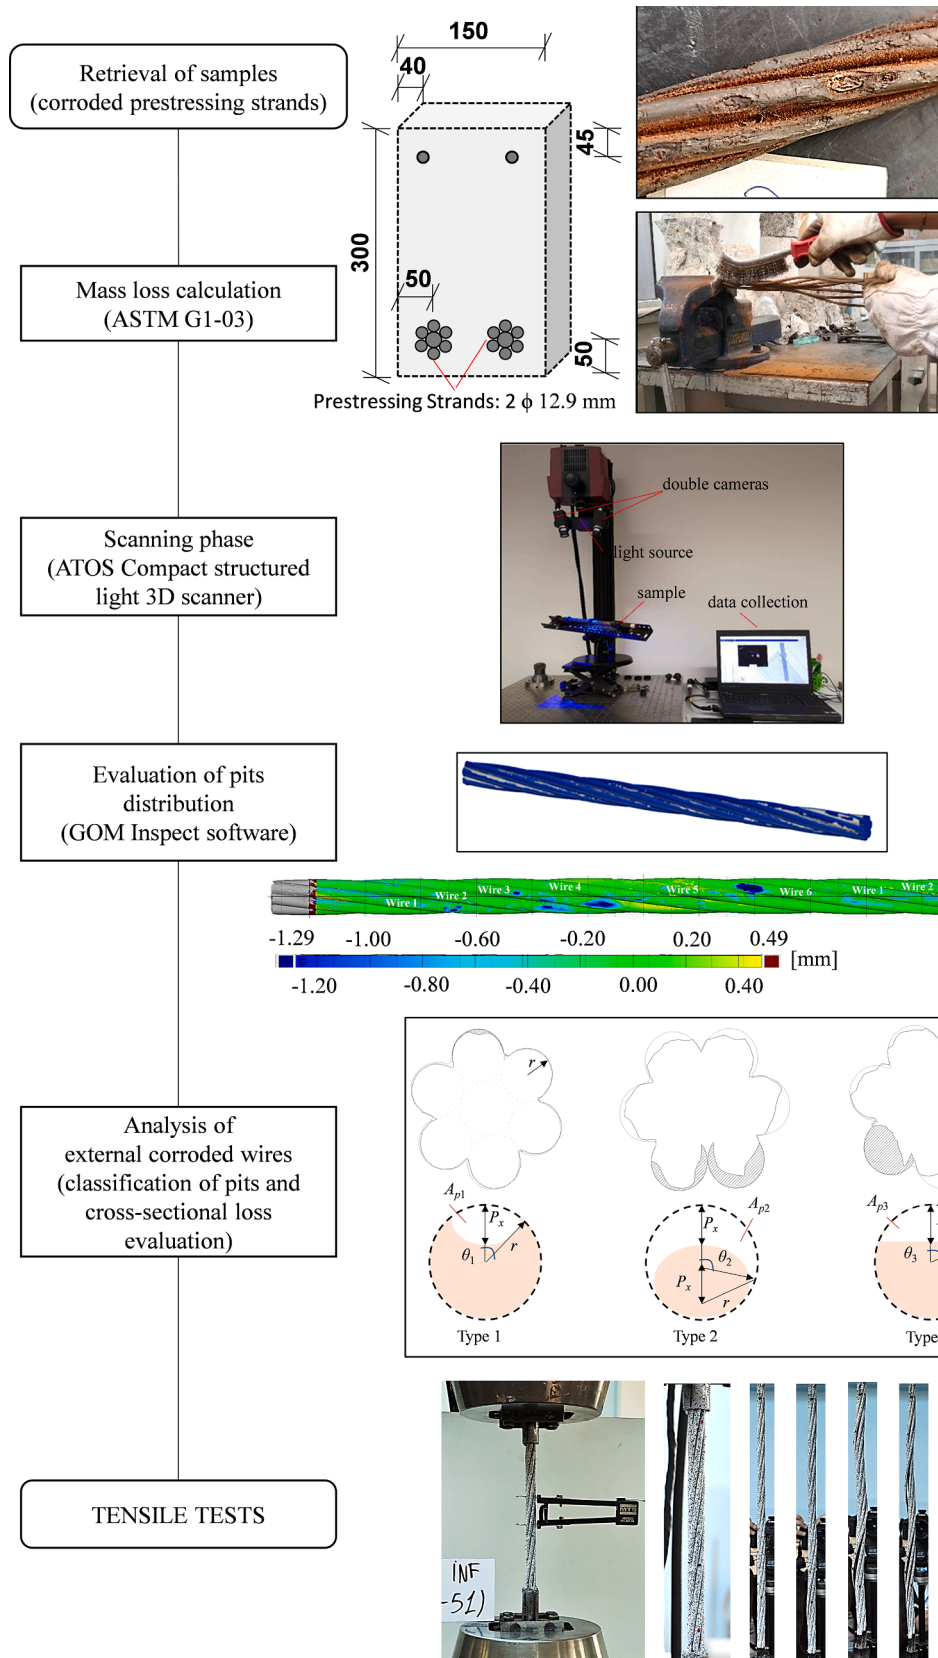 Retrieval of samples
(corroded prestressing strands)
150
40
45
300
50
50
Prestressing Strands: 2 ϕ 12.9 mm
Mass loss calculation
(ASTM G1-03)
double cameras
light source
sample
data collection
Scanning phase
(ATOS Compact structured
light 3D scanner)
Evaluation of pits
distribution
(GOM Inspect software)
Wire 1
Wire 2
Wire 3
Wire 4
Wire 5
Wire 6
Wire 1
Wire 2
-1.29 -1.00 -0.60 -0.20 0.20 0.49 [mm]
-1.20 -0.80 -0.40 0.00 0.40
Analysis of
external corroded wires
(classification of pits and
cross-sectional loss
evaluation)
r
Ap1
Px
θ1
r
Type 1
Ap2
Px
θ2
Px
r
Type 2
Ap3
θ3
Type
TENSILE TESTS
MTS
INF
-51)